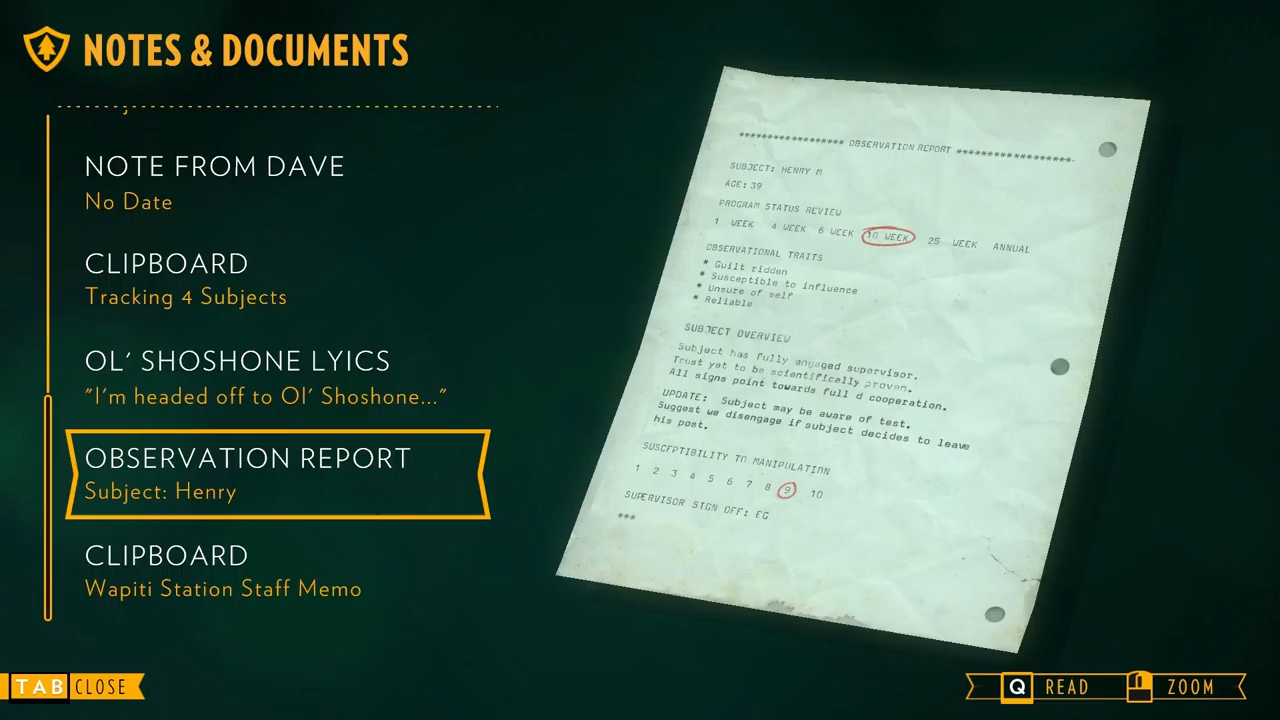 NOTES & DOCUMENTS
NOTE FROM DAVE
No Date
CLIPBOARD
Tracking 4 Subjects
OL' SHOSHONE LYICS
"I'm headed off to Ol' Shoshone..."
OBSERVATION REPORT
Subject: Henry
CLIPBOARD
Wapiti Station Staff Memo
****************** OBSERVATION REPORT ********************-
SUBJECT: HENRY M
AGE: 39
PROGRAM STATUS REVIEW
1 WEEK 4 WEEK 6 WEEK 10 WEEK 25 WEEK ANNUAL
OBSERVATIONAL TRAITS
* Guilt ridden
* Susceptible to influence
* Unsure of self
* Reliable
SUBJECT OVERVIEW
Subject has fully engaged supervisor.
Trust yet to be scientifically proven.
All signs point towards full d cooperation.
UPDATE: Subject may be aware of test.
Suggest we disengage if subject decides to leave
his post.
SUSCEPTIBILITY TO MANIPULATION
1 2 3 4 5 6 7 8 9 10
SUPERVISOR SIGN OFF: EG
***
TAB CLOSE
Q READ ZOOM